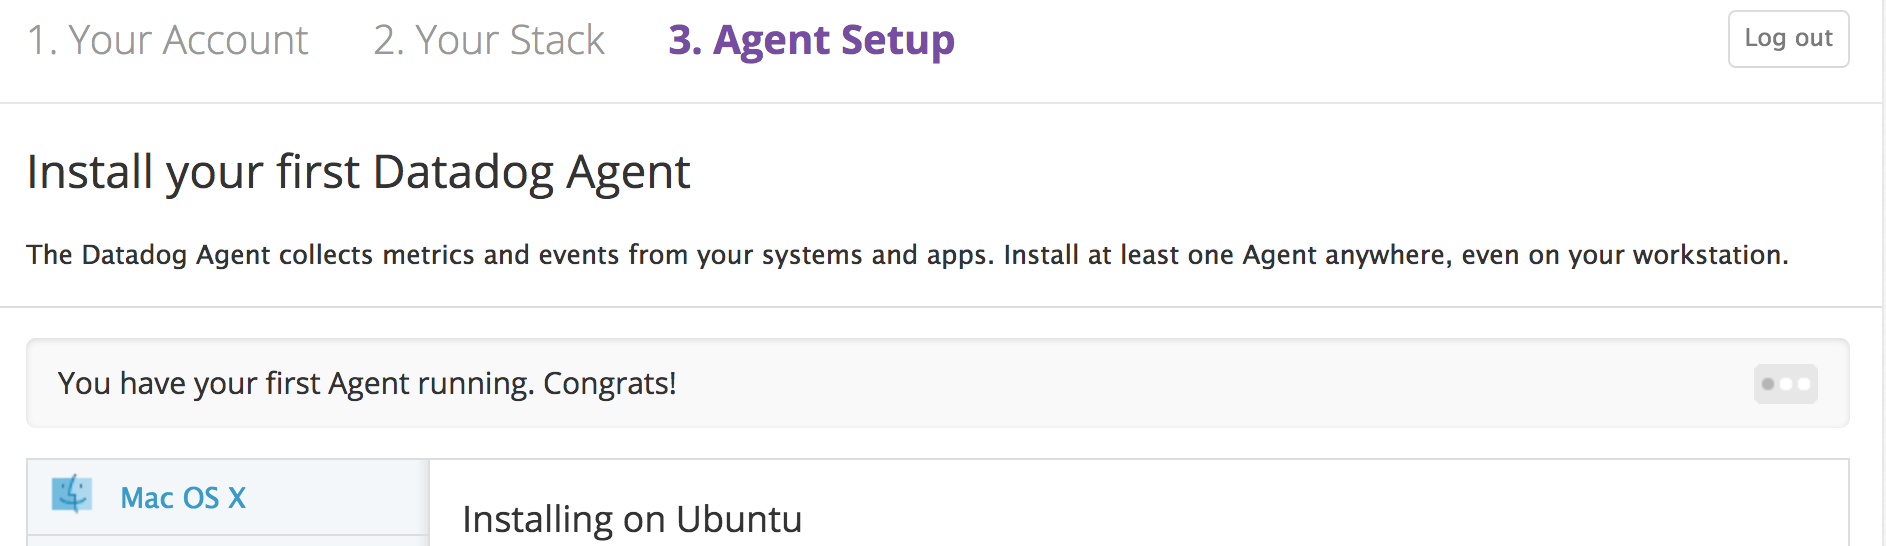 1. Your Account 2. Your Stack 3. Agent Setup Log out
Install your first Datadog Agent
The Datadog Agent collects metrics and events from your systems and apps. Install at least one Agent anywhere, even on your workstation.
You have your first Agent running. Congrats!
Mac OS X
Installing on Ubuntu